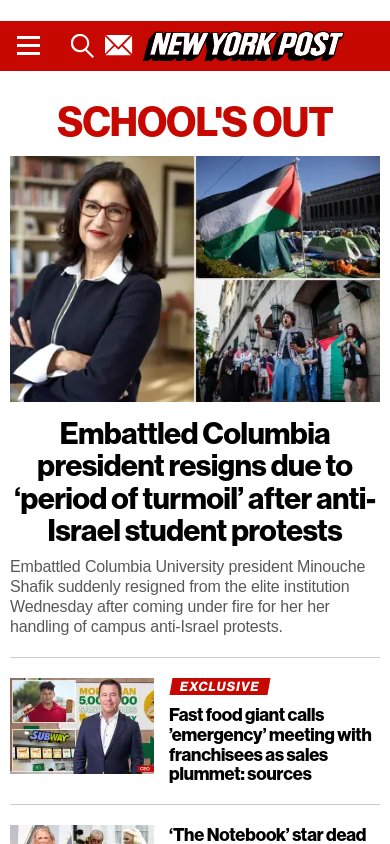 NEW YORK POST
SCHOOL'S OUT
Embattled Columbia
president resigns due to
‘period of turmoil’ after anti-
Israel student protests
Embattled Columbia University president Minouche
Shafik suddenly resigned from the elite institution
Wednesday after coming under fire for her her
handling of campus anti-Israel protests.
SUBWAY
CEO
EXCLUSIVE
Fast food giant calls
’emergency’ meeting with
franchisees as sales
plummet: sources
‘The Notebook’ star dead